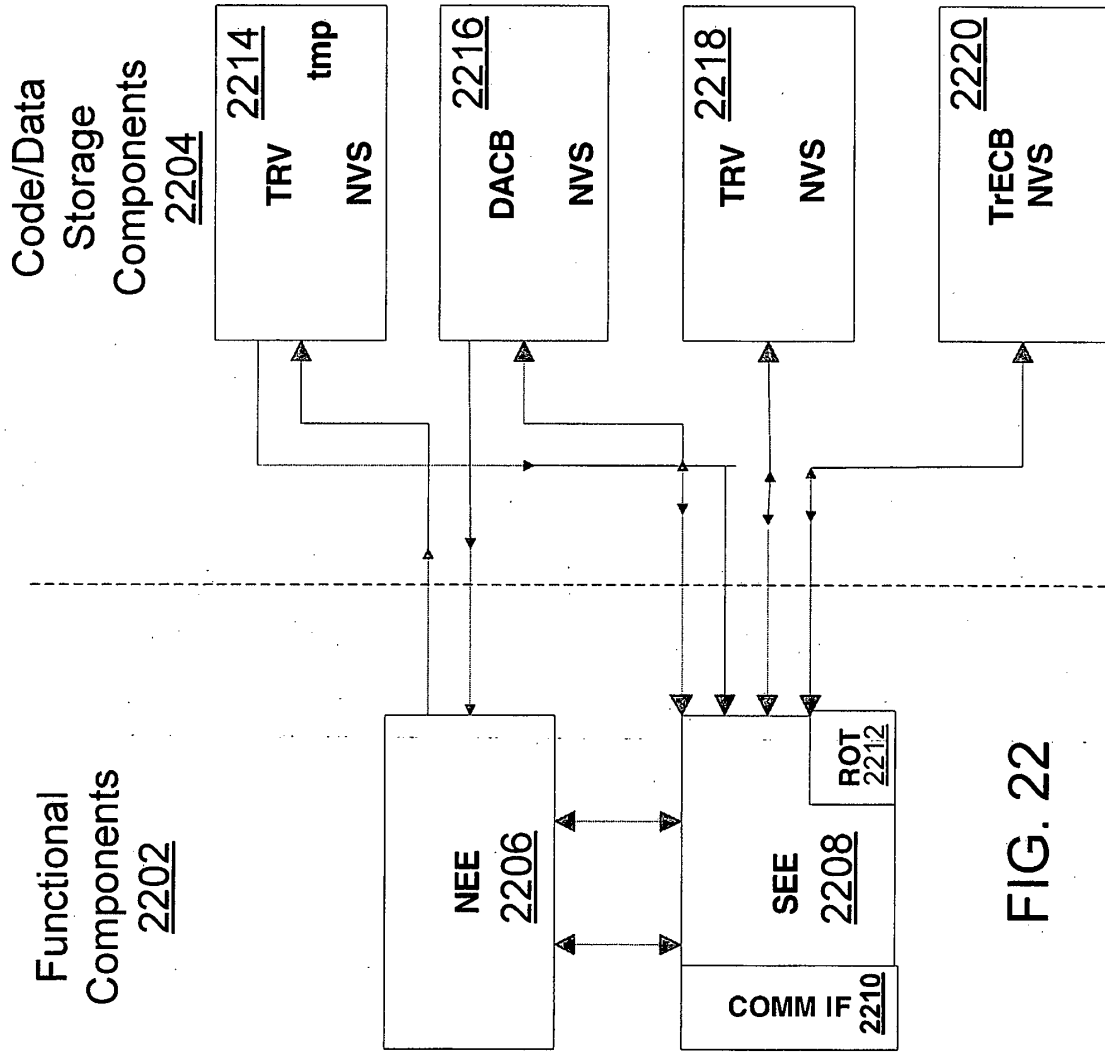 Functional
Components
2202
Code/Data
Storage
Components
2204
NEE
2206
SEE
2208
COMM IF
2210
ROT
2212
2214
TRV
tmp
NVS
2216
DACB
NVS
2218
TRV
NVS
2220
TrECB
NVS
FIG. 22